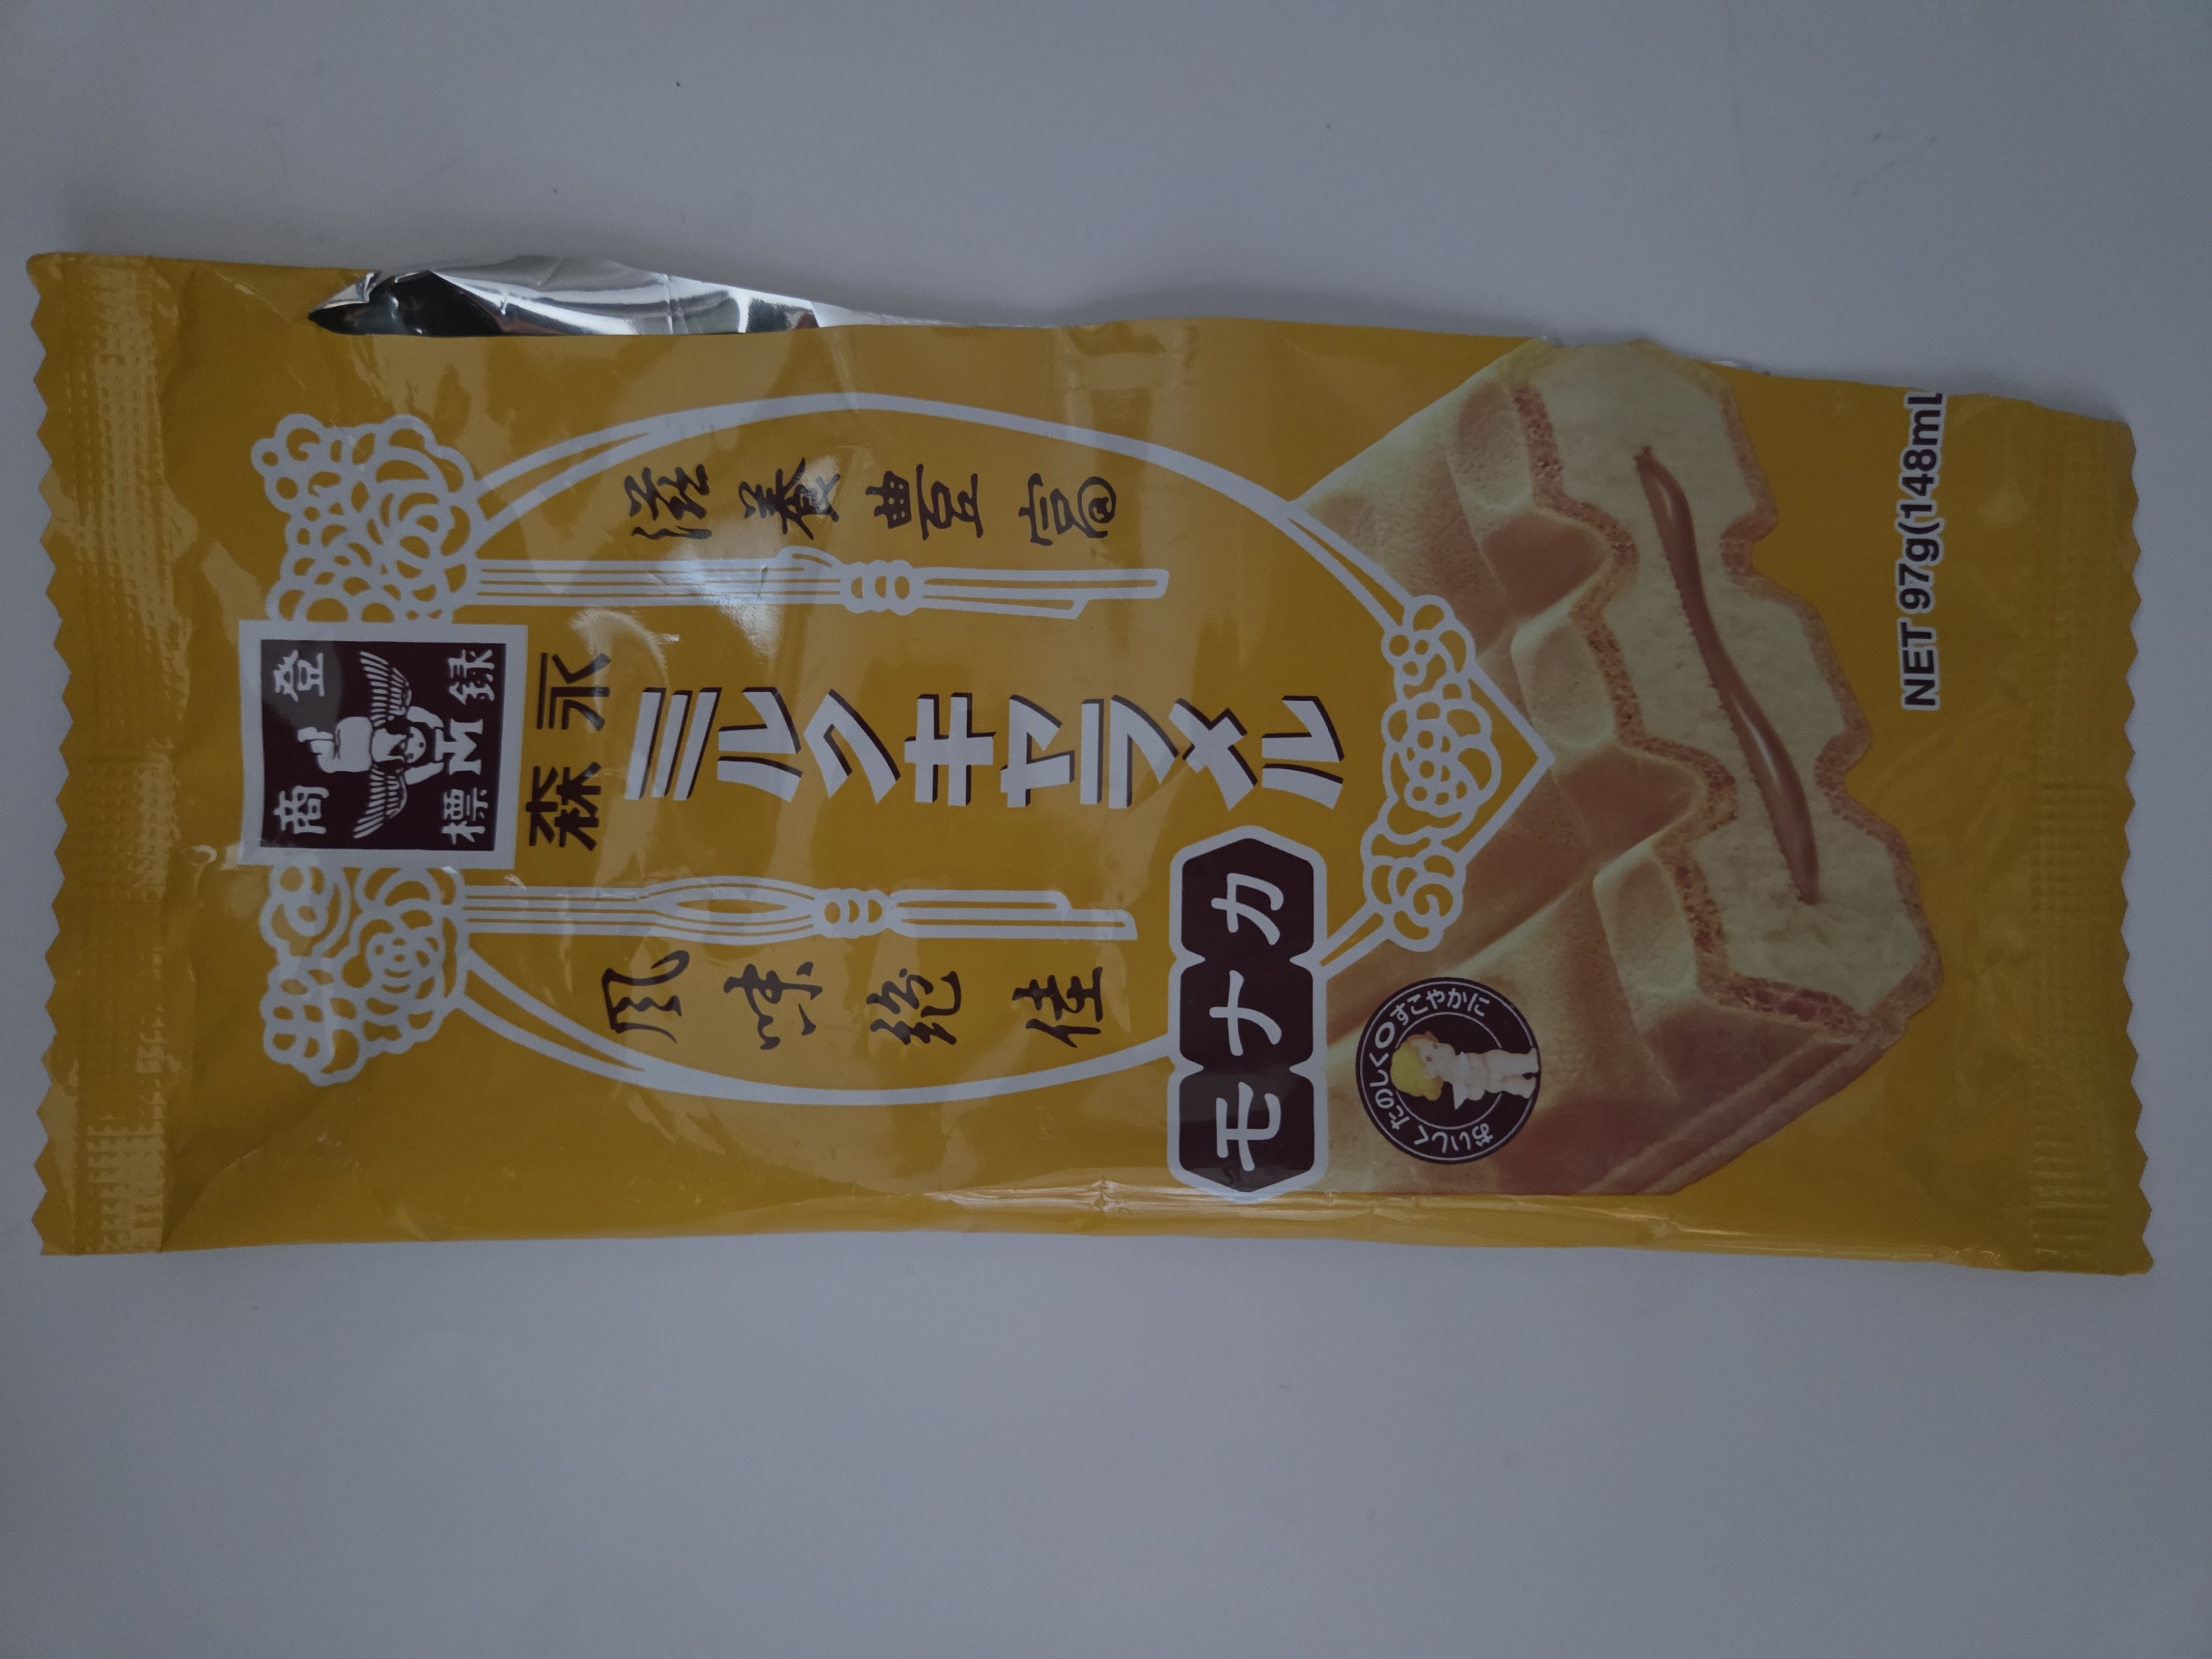 商標
登録
M
森永
ミルクキャラメル
滋養豊富
風味絶佳
モナカ
おいしく たのしく すこやかに
NET 97g(148mL